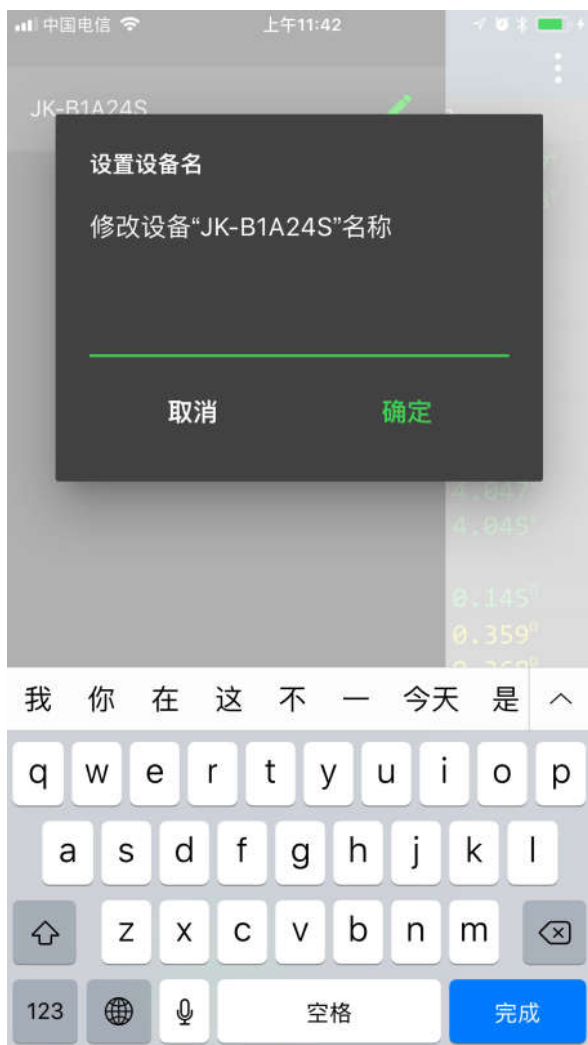 中国电信 上午11:42
JK-B1A24S
设置设备名
修改设备“JK-B1A24S”名称
取消 确定
4.047
4.045
0.145
0.359
我 你 在 这 不 一 今天 是
q w e r t y u i o p
a s d f g h j k l
z x c v b n m
123 空格 完成